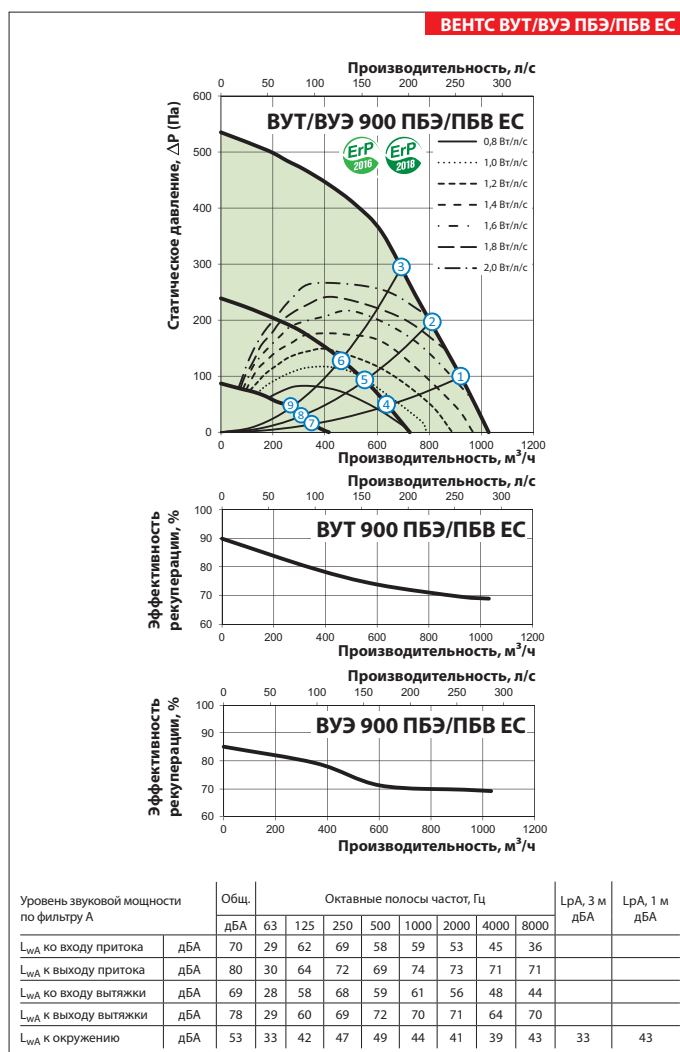 ВЕНТС ВУТ/ВУЭ ПБЭ/ПБВ ЕС
Производительность, л/с
0 50 100 150 200 250 300
600
500
400
300
200
100
0
Статическое давление, △P (Па)
ВУТ/ВУЭ 900 ПБЭ/ПБВ ЕС
ErP 2016
ErP 2018
0,8 Вт/л/с
1,0 Вт/л/с
1,2 Вт/л/с
1,4 Вт/л/с
1,6 Вт/л/с
1,8 Вт/л/с
2,0 Вт/л/с
3
2
1
6
5
4
9
8
7
0 200 400 600 800 1000 1200
Производительность, м³/ч
Производительность, л/с
0 50 100 150 200 250 300
100
90
80
70
60
Эффективность
рекуперации, %
ВУТ 900 ПБЭ/ПБВ ЕС
0 200 400 600 800 1000 1200
Производительность, м³/ч
Производительность, л/с
0 50 100 150 200 250 300
100
90
80
70
60
Эффективность
рекуперации, %
ВУЭ 900 ПБЭ/ПБВ ЕС
0 200 400 600 800 1000 1200
Производительность, м³/ч
Уровень звуковой мощности
по фильтру А
Общ. Октавные полосы частот, Гц LpA, 3 м LpA, 1 м
дБА 63 125 250 500 1000 2000 4000 8000 дБА дБА
LwA ко входу притока дБА 70 29 62 69 58 59 53 45 36
LwA к выходу притока дБА 80 30 64 72 69 74 73 71 71
LwA ко входу вытяжки дБА 69 28 58 68 59 61 56 48 44
LwA к выходу вытяжки дБА 78 29 60 69 72 70 71 64 70
LwA к окружению дБА 53 33 42 47 49 44 41 39 43 33 43